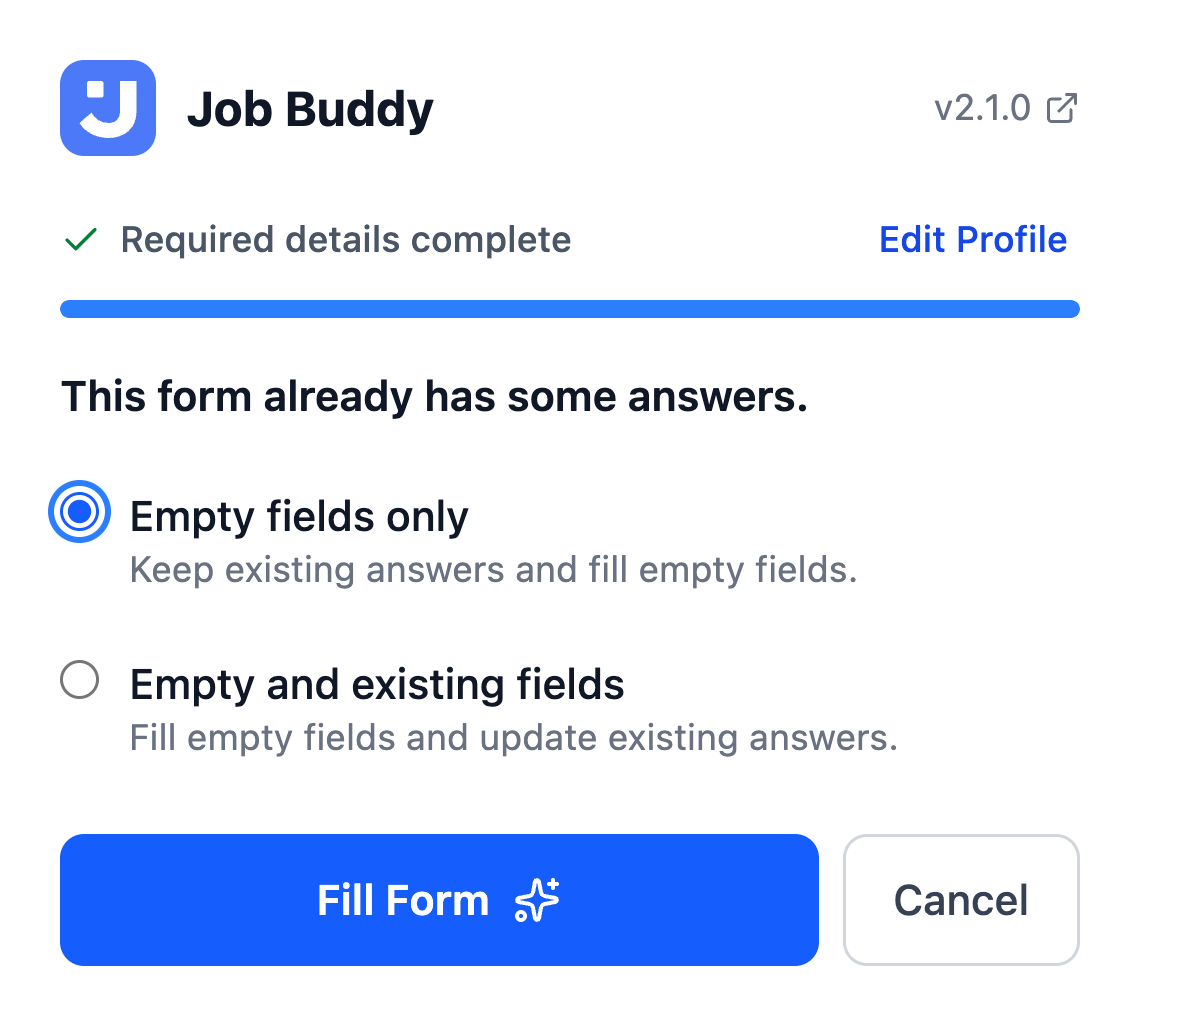 Job Buddy
v2.1.0
Required details complete
Edit Profile
This form already has some answers.
Empty fields only
Keep existing answers and fill empty fields.
Empty and existing fields
Fill empty fields and update existing answers.
Fill Form
Cancel